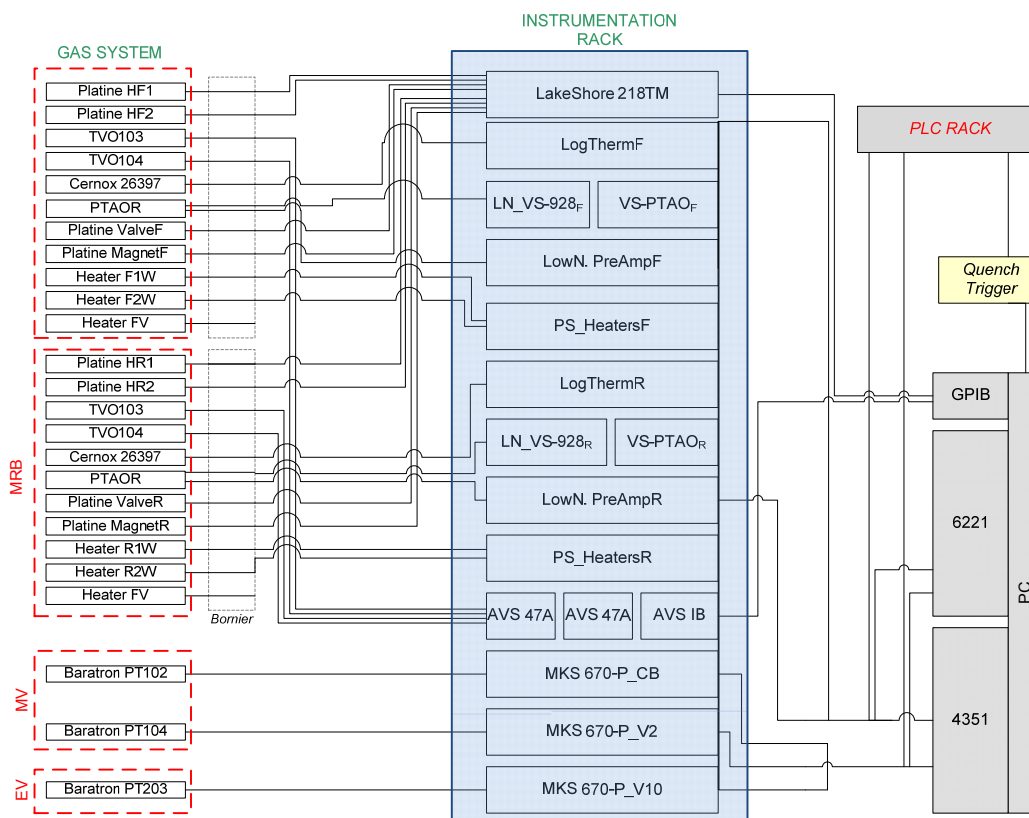 INSTRUMENTATION
RACK
GAS SYSTEM
Platine HF1
Platine HF2
TVO103
TVO104
Cernox 26397
PTAOR
Platine ValveF
Platine MagnetF
Heater F1W
Heater F2W
Heater FV
MRB
Platine HR1
Platine HR2
TVO103
TVO104
Cernox 26397
PTAOR
Platine ValveR
Platine MagnetR
Heater R1W
Heater R2W
Heater FV
Bornier
MV
Baratron PT102
Baratron PT104
EV
Baratron PT203
LakeShore 218TM
LogThermF
LN_VS-928F
VS-PTAOF
LowN. PreAmpF
PS_HeatersF
LogThermR
LN_VS-928R
VS-PTAOR
LowN. PreAmpR
PS_HeatersR
AVS 47A
AVS 47A
AVS IB
MKS 670-P_CB
MKS 670-P_V2
MKS 670-P_V10
PLC RACK
Quench
Trigger
GPIB
6221
4351
PC